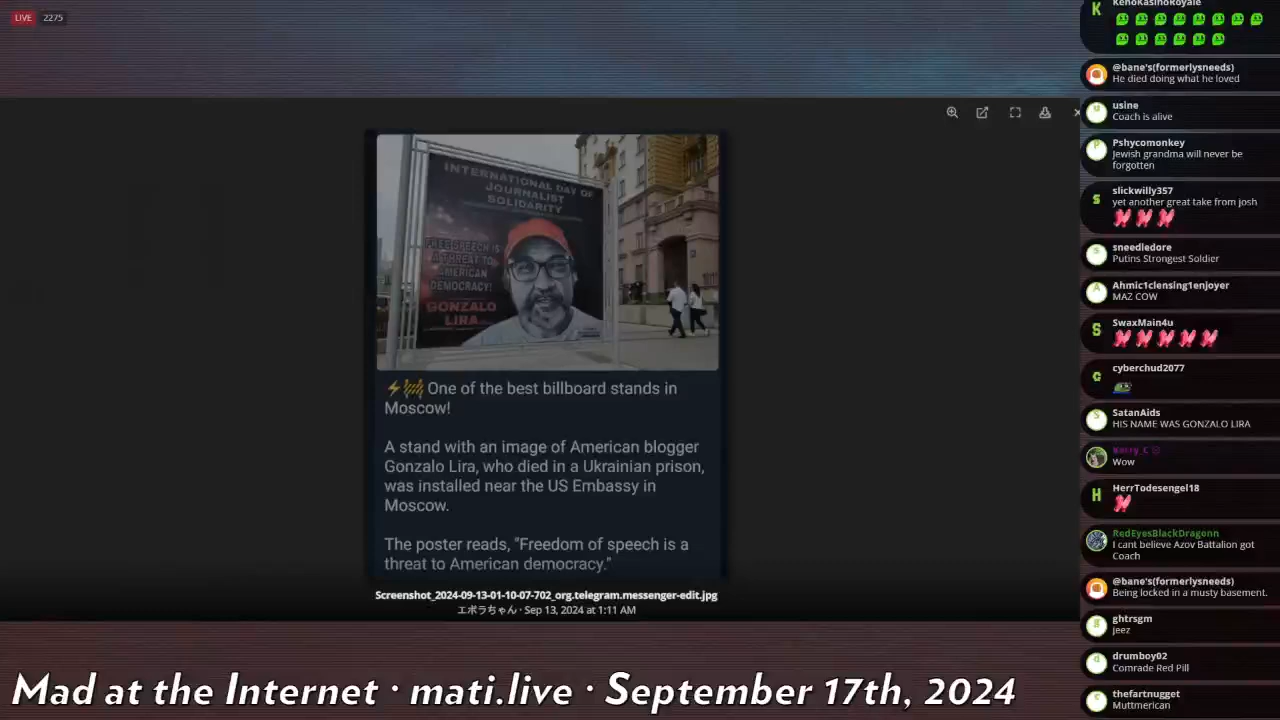 LIVE 2275
INTERNATIONAL DAY OF
JOURNALIST
SOLIDARITY
FREE SPEECH IS
A THREAT TO
AMERICAN
DEMOCRACY!
GONZALO
LIRA
⚡🚧 One of the best billboard stands in
Moscow!
A stand with an image of American blogger
Gonzalo Lira, who died in a Ukrainian prison,
was installed near the US Embassy in
Moscow.
The poster reads, "Freedom of speech is a
threat to American democracy."
Screenshot_2024-09-13-01-10-07-702_org.telegram.messenger-edit.jpg
エボラちゃん · Sep 13, 2024 at 1:11 AM
Mad at the Internet · mati.live · September 17th, 2024
K
KenoKasinoRoyale
@bane's(formerlysneeds)
He died doing what he loved
usine
Coach is alive
Pshycomonkey
Jewish grandma will never be
forgotten
S
slickwilly357
yet another great take from josh
sneedledore
Putins Strongest Soldier
Ahmic1clensing1enjoyer
MAZ COW
S
SwaxMain4u
G
cyberchud2077
SatanAids
HIS NAME WAS GONZALO LIRA
Wow
H
HerrTodesengel18
RedEyesBlackDragonn
I cant believe Azov Battalion got
Coach
@bane's(formerlysneeds)
Being locked in a musty basement.
ghtrsgm
Jeez
drumboy02
Comrade Red Pill
thefartnugget
Muttmerican